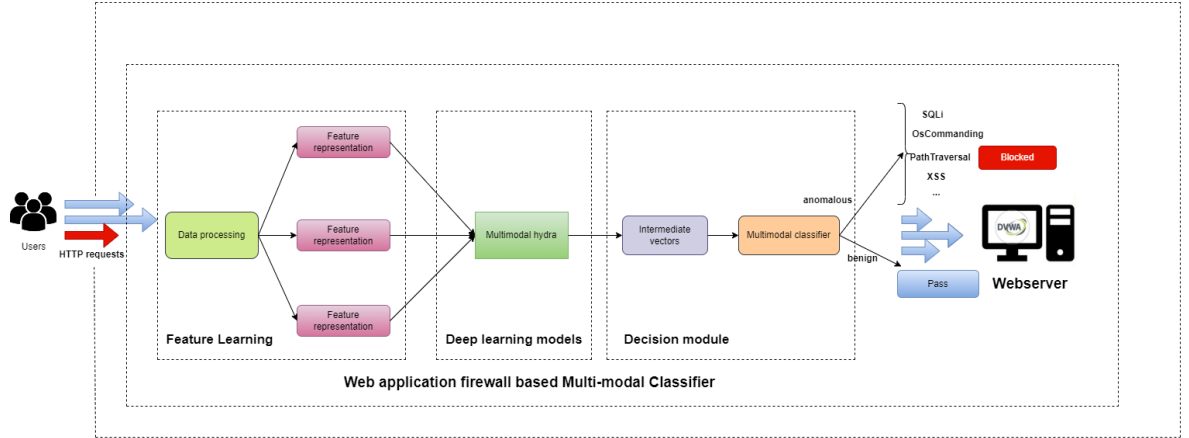 Users
HTTP requests
Data processing
Feature
representation
Feature
representation
Feature
representation
Feature Learning
Multimodal hydra
Deep learning models
Intermediate
vectors
Multimodal classifier
Decision module
anomalous
benign
SQLi
OsCommanding
PathTraversal
XSS
...
Blocked
Pass
DVWA
Webserver
Web application firewall based Multi-modal Classifier